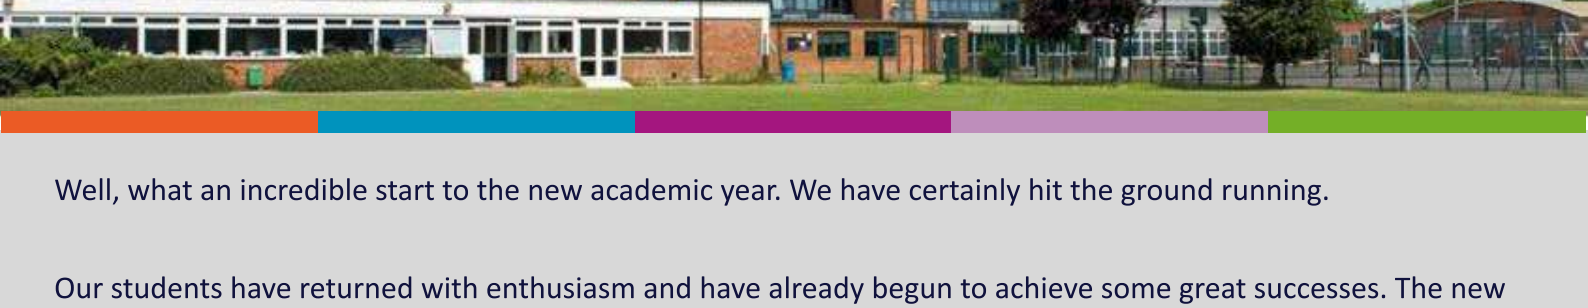 Well, what an incredible start to the new academic year. We have certainly hit the ground running.
Our students have returned with enthusiasm and have already begun to achieve some great successes. The new